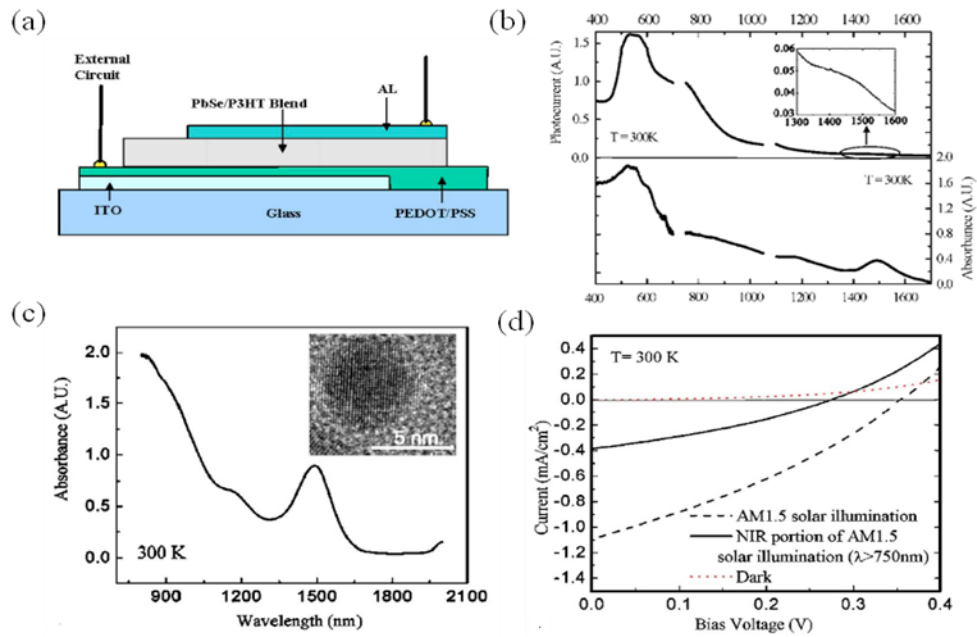 (a)
External
Circuit
PbSe/P3HT Blend
AL
ITO
Glass
PEDOT/PSS
(b)
400 600 800 1000 1200 1400 1600
Photocurrent (A.U.)
1.5
1.0
0.5
0.0
T=300K
0.06
0.05
0.04
0.03
1300 1400 1500 1600
T=300K
2.0
1.6
1.2
0.8
0.4
0.0
Absorbance (A.U.)
400 600 800 1000 1200 1400 1600
(c)
Absorbance (A.U.)
2.0
1.5
1.0
0.5
0.0
5 nm
300 K
900 1200 1500 1800 2100
Wavelength (nm)
(d)
Current (mA/cm²)
0.4
0.2
0.0
-0.2
-0.4
-0.6
-0.8
-1.0
-1.2
-1.4
T= 300 K
AM1.5 solar illumination
NIR portion of AM1.5
solar illumination (λ>750nm)
Dark
0.0 0.1 0.2 0.3 0.4
Bias Voltage (V)